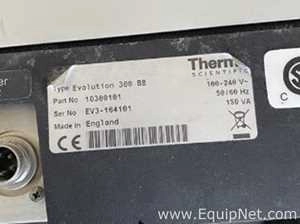 Type Evolution 300 BB
Thermo
SCIENTIFIC
Part No 10300101
100-240 V~
Ser No EV3-164101
50/60 Hz
Made in England
150 VA
CE
C
www.EquipNet.com